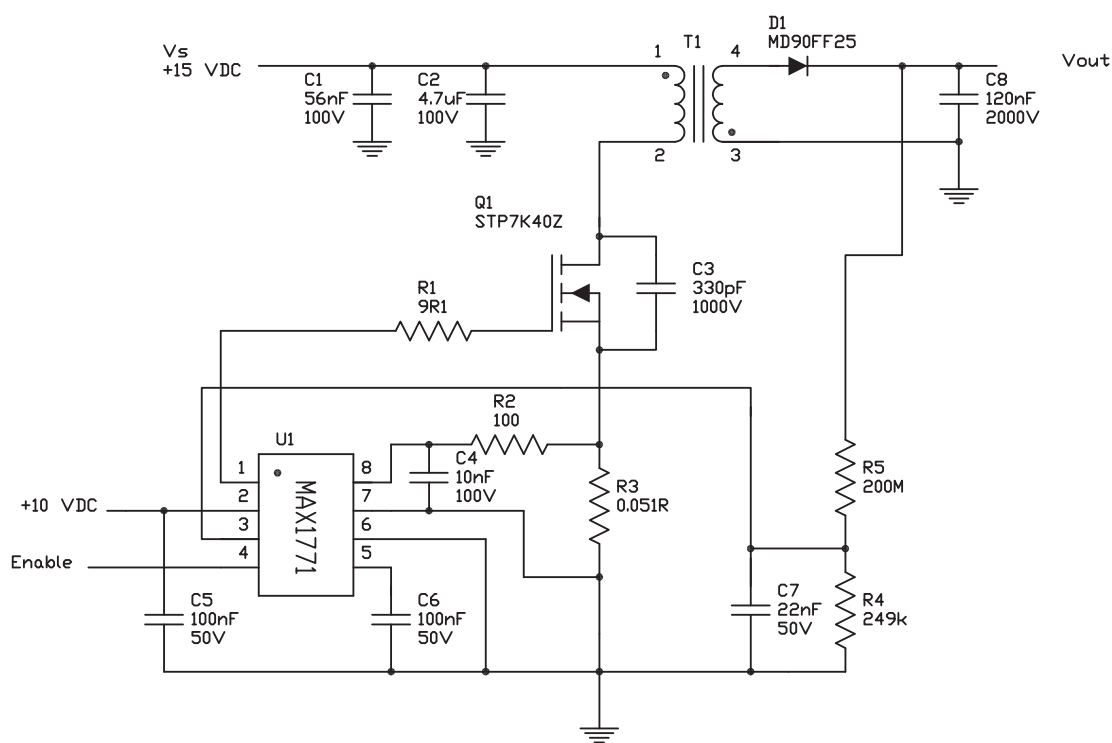 D1
MD90FF25
Vs
+15 VDC
C1
56nF
100V
C2
4.7uF
100V
1
T1
4
2
3
Vout
C8
120nF
2000V
Q1
STP7K40Z
C3
330pF
1000V
R1
9R1
R2
100
U1
1
2
3
4
MAX1771
8
7
6
5
C4
10nF
100V
R3
0.051R
R5
200M
+10 VDC
Enable
C5
100nF
50V
C6
100nF
50V
C7
22nF
50V
R4
249k